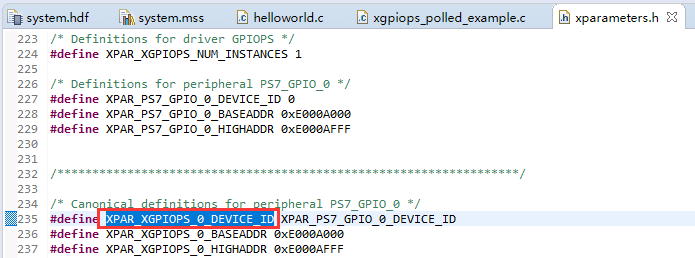 system.hdf system.mss helloworld.c xgpiops_polled_example.c xparameters.h
223 /* Definitions for driver GPIOPS */
224 #define XPAR_XGPIOPS_NUM_INSTANCES 1
225
226 /* Definitions for peripheral PS7_GPIO_0 */
227 #define XPAR_PS7_GPIO_0_DEVICE_ID 0
228 #define XPAR_PS7_GPIO_0_BASEADDR 0xE000A000
229 #define XPAR_PS7_GPIO_0_HIGHADDR 0xE000AFFF
230
231
232 /******************************************************************/
233
234 /* Canonical definitions for peripheral PS7_GPIO_0 */
235 #define XPAR_XGPIOPS_0_DEVICE_ID XPAR_PS7_GPIO_0_DEVICE_ID
236 #define XPAR_XGPIOPS_0_BASEADDR 0xE000A000
237 #define XPAR_XGPIOPS_0_HIGHADDR 0xE000AFFF